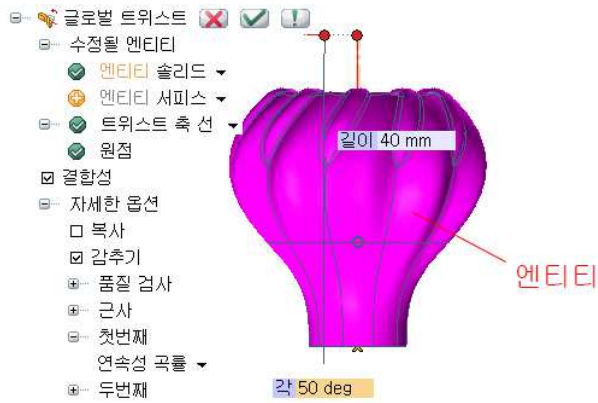 글로벌 트위스트
수정될 엔티티
엔티티 솔리드
엔티티 서피스
트위스트 축 선
원점
결합성
자세한 옵션
복사
감추기
품질 검사
근사
첫번째
연속성 곡률
두번째
길이 40 mm
엔티티
각 50 deg